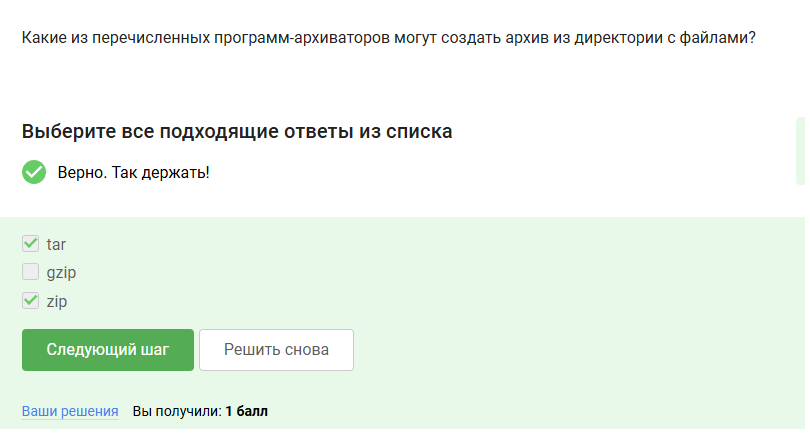 Какие из перечисленных программ-архиваторов могут создать архив из директории с файлами?
Выберите все подходящие ответы из списка
Верно. Так держать!
tar
gzip
zip
Следующий шаг
Решить снова
Ваши решения Вы получили: 1 балл